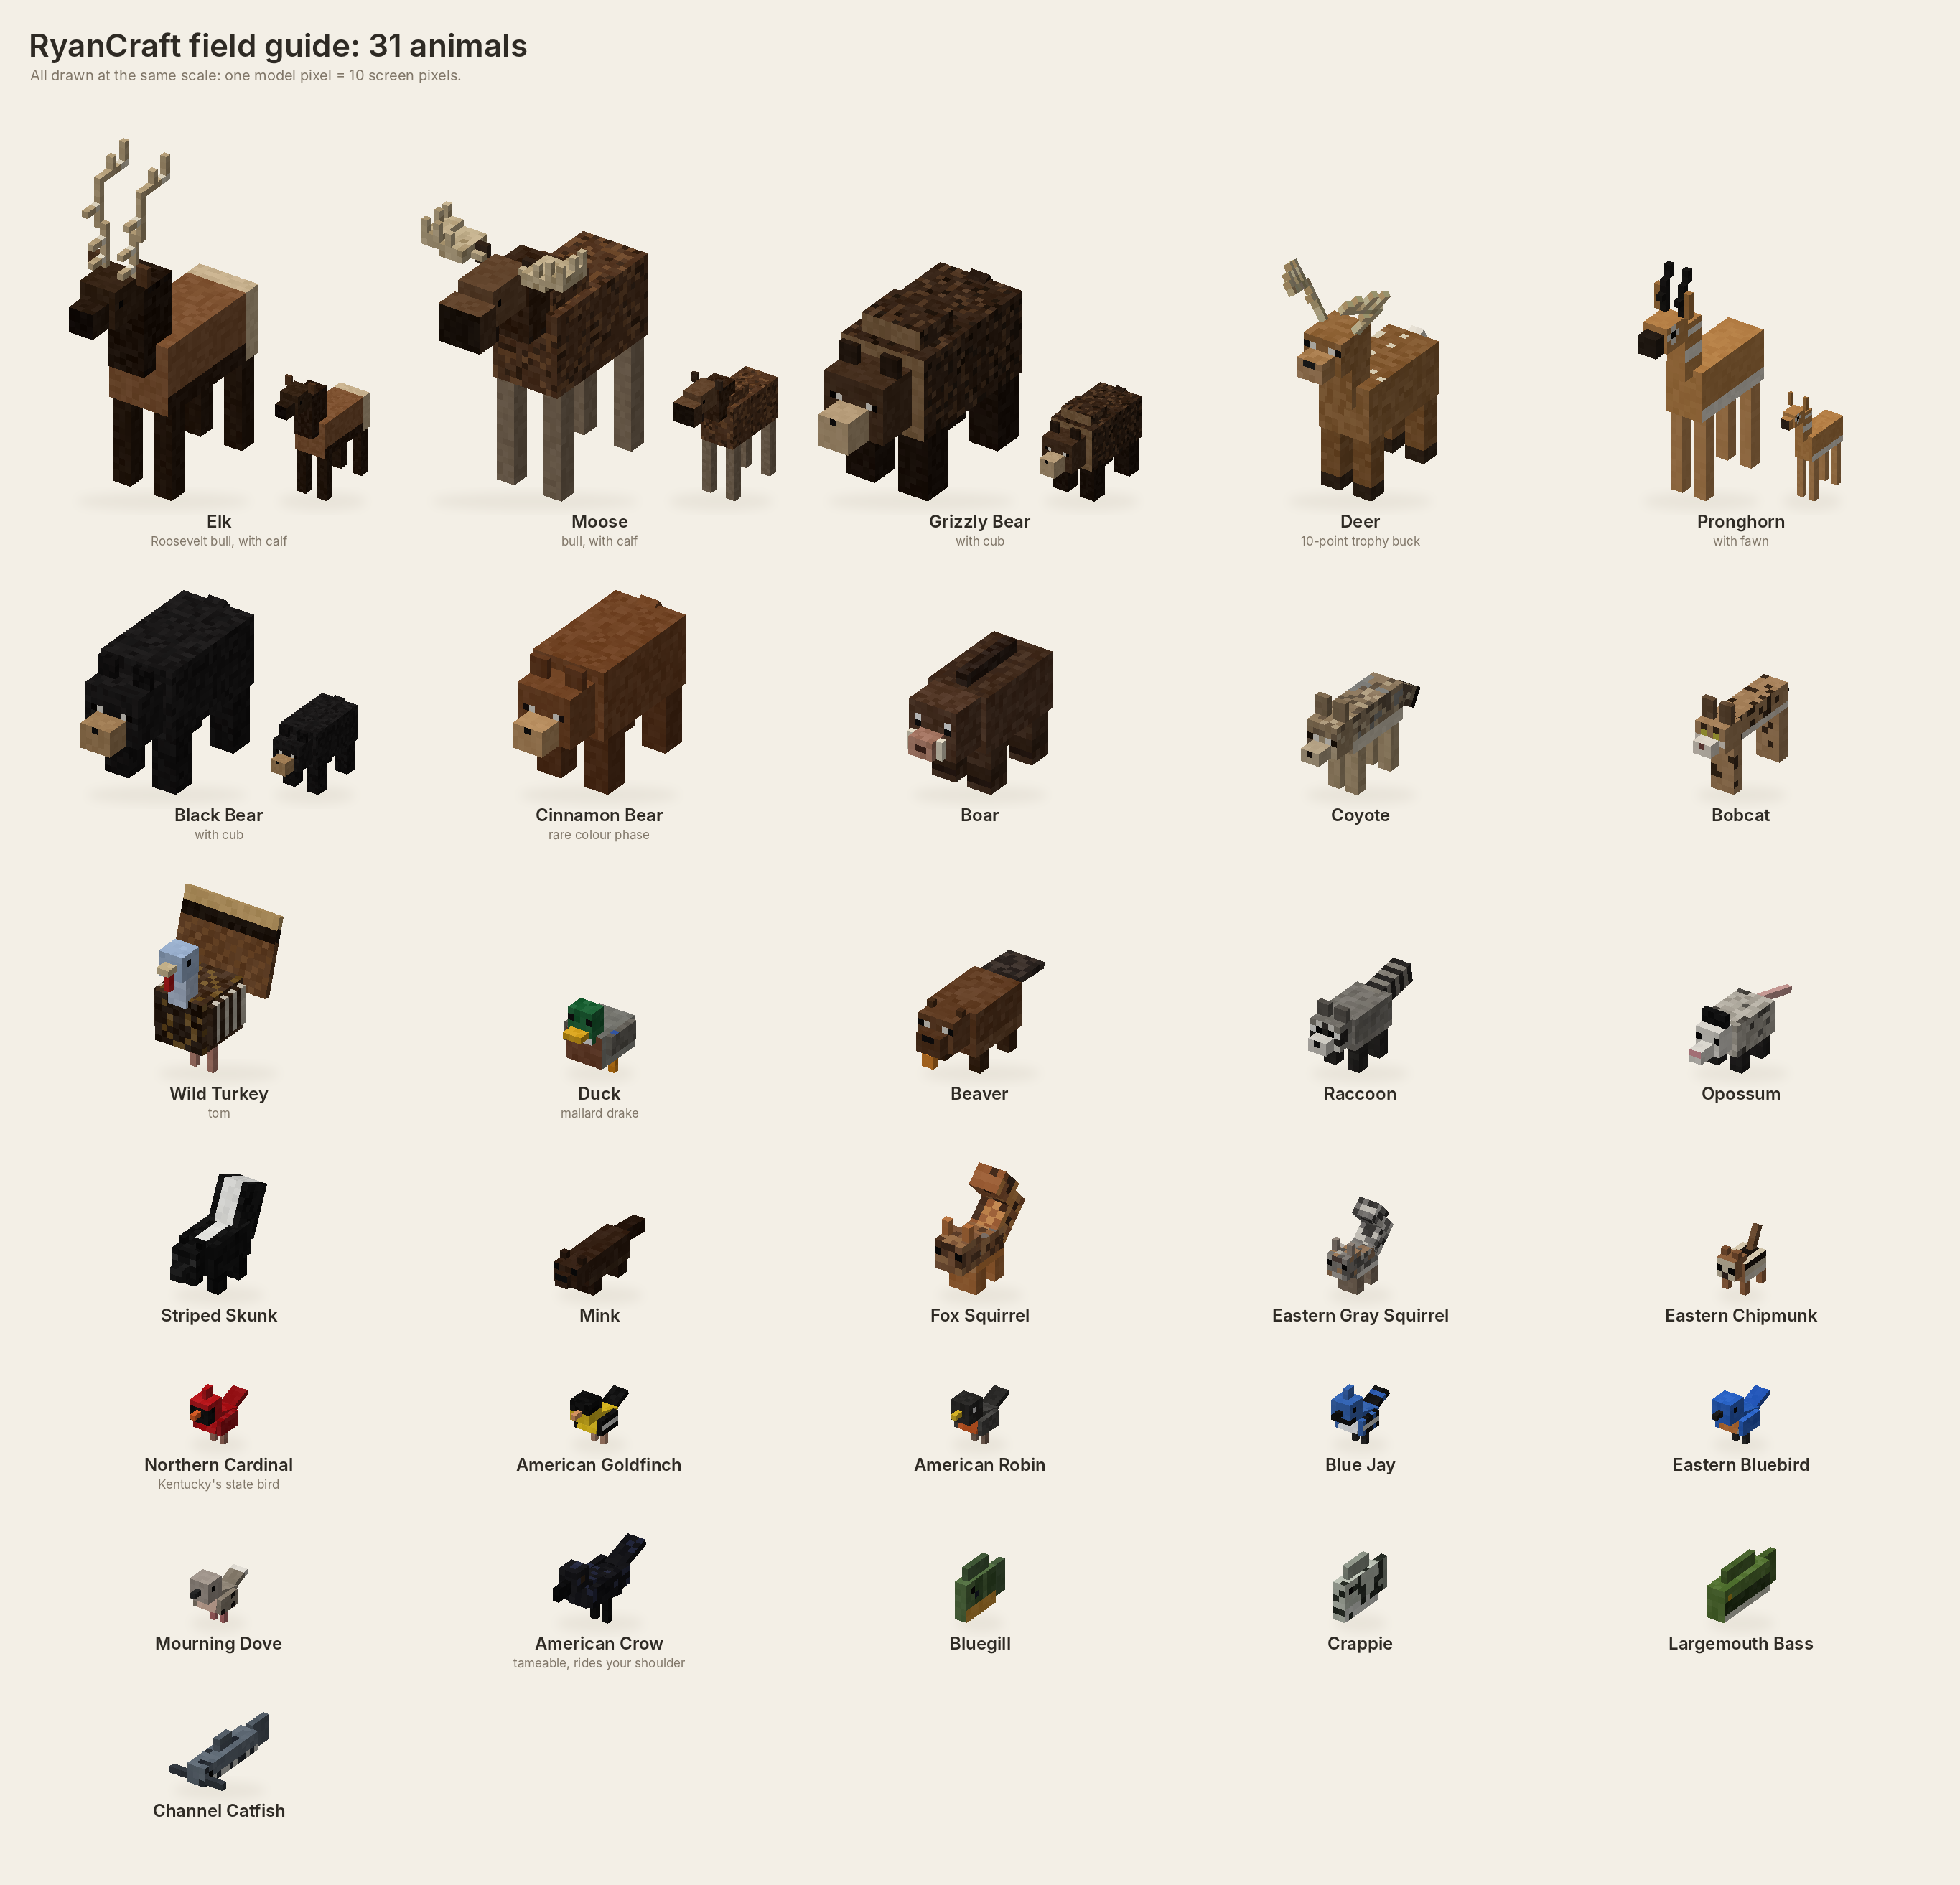 RyanCraft field guide: 31 animals
All drawn at the same scale: one model pixel = 10 screen pixels.
Elk
Roosevelt bull, with calf
Moose
bull, with calf
Grizzly Bear
with cub
Deer
10-point trophy buck
Pronghorn
with fawn
Black Bear
with cub
Cinnamon Bear
rare colour phase
Boar
Coyote
Bobcat
Wild Turkey
tom
Duck
mallard drake
Beaver
Raccoon
Opossum
Striped Skunk
Mink
Fox Squirrel
Eastern Gray Squirrel
Eastern Chipmunk
Northern Cardinal
Kentucky's state bird
American Goldfinch
American Robin
Blue Jay
Eastern Bluebird
Mourning Dove
American Crow
tameable, rides your shoulder
Bluegill
Crappie
Largemouth Bass
Channel Catfish